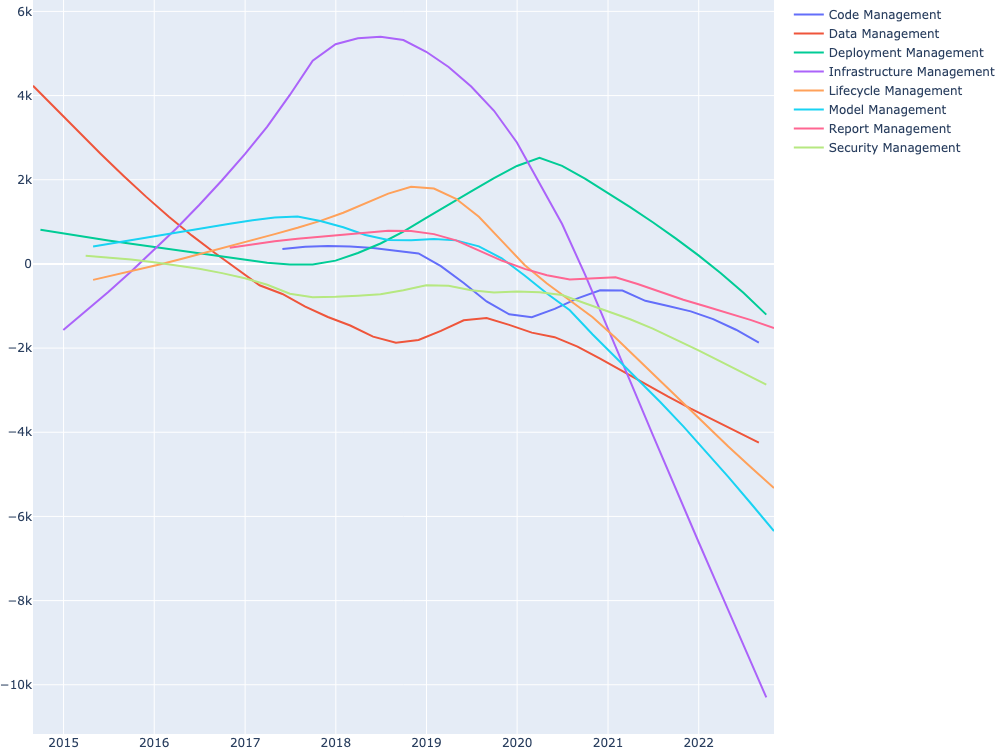 6k
4k
2k
0
−2k
−4k
−6k
−8k
−10k
2015 2016 2017 2018 2019 2020 2021 2022
Code Management
Data Management
Deployment Management
Infrastructure Management
Lifecycle Management
Model Management
Report Management
Security Management